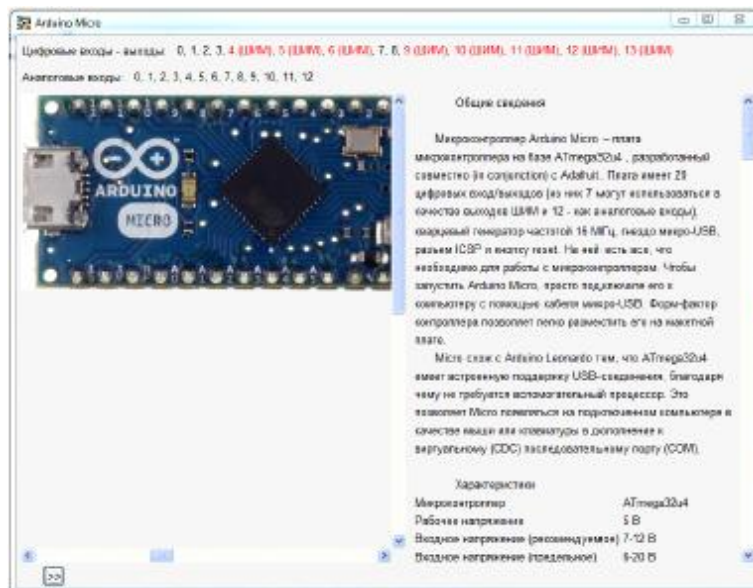 Arduino Micro
Цифровые входы - выходы: 0, 1, 2, 3, 4 (ШИМ), 5 (ШИМ), 6 (ШИМ), 7, 8, 9 (ШИМ), 10 (ШИМ), 11 (ШИМ), 12 (ШИМ), 13 (ШИМ)
Аналоговые входы: 0, 1, 2, 3, 4, 5, 6, 7, 8, 9, 10, 11, 12
ARDUINO
MICRO
Общие сведения
Микроконтроллер Arduino Micro – плата
микроконтроллера на базе ATmega32u4 , разработанный
совместно (in conjunction) с Adafruit. Плата имеет 20
цифровых вход/выходов (из них 7 могут использоваться в
качестве выходов ШИМ и 12 - как аналоговые входы),
кварцевый генератор частотой 16 МГц, гнездо микро-USB,
разъем ICSP и кнопку reset. На ней есть все, что
необходимо для работы с микроконтроллером. Чтобы
запустить Arduino Micro, просто подключите его к
компьютеру с помощью кабеля микро-USB. Форм-фактор
контроллера позволяет легко разместить его на макетной
плате.
Micro схож с Arduino Leonardo тем, что ATmega32u4
имеет встроенную поддержку USB-соединения, благодаря
чему не требуется вспомогательный процессор. Это
позволяет Micro появляться на подключенном компьютере в
качестве мыши или клавиатуры в дополнение к
виртуальному (CDC) последовательному порту (COM).
Характеристики
Микроконтроллер ATmega32u4
Рабочее напряжение 5 В
Входное напряжение (рекомендуемое) 7-12 В
Входное напряжение (предельное) 6-20 В
>>